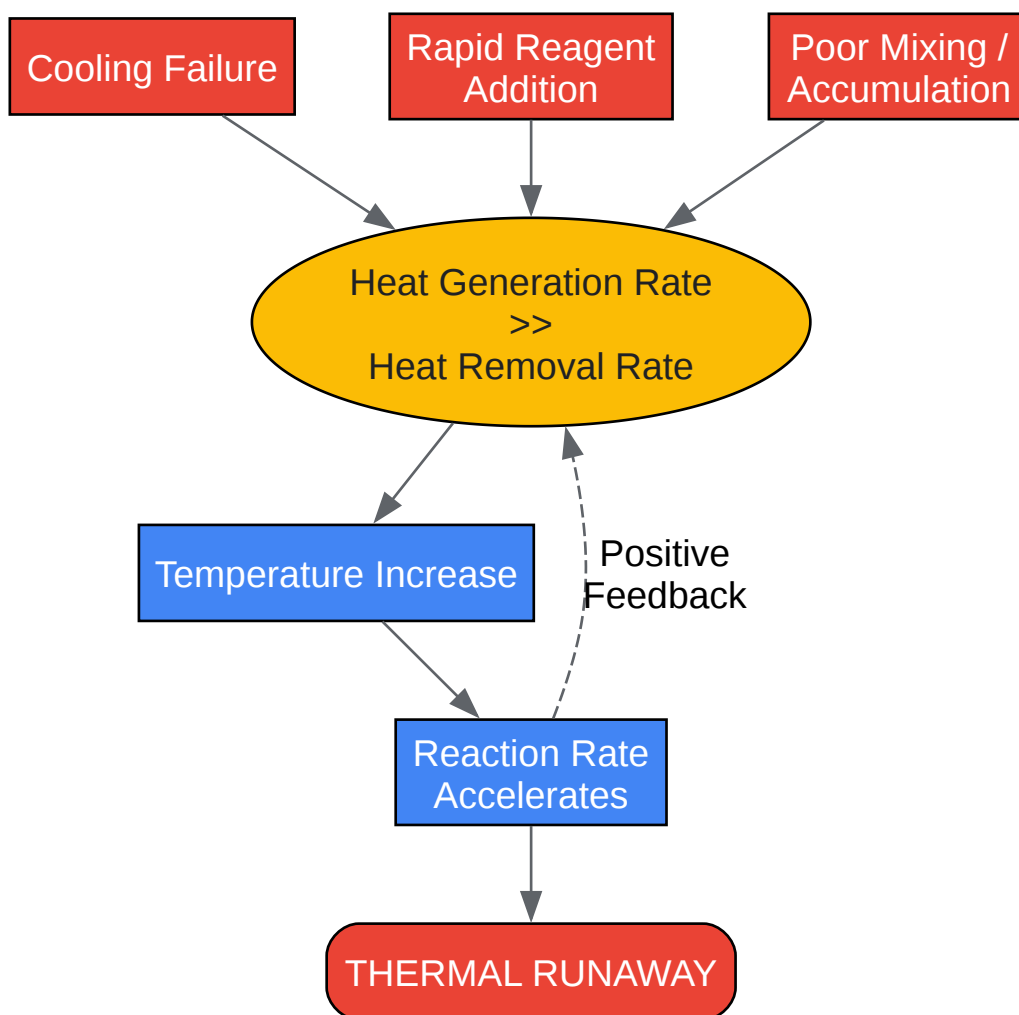 Cooling Failure
Rapid Reagent
Addition
Poor Mixing /
Accumulation
Heat Generation Rate
>>
Heat Removal Rate
Temperature Increase
Positive
Feedback
Reaction Rate
Accelerates
THERMAL RUNAWAY